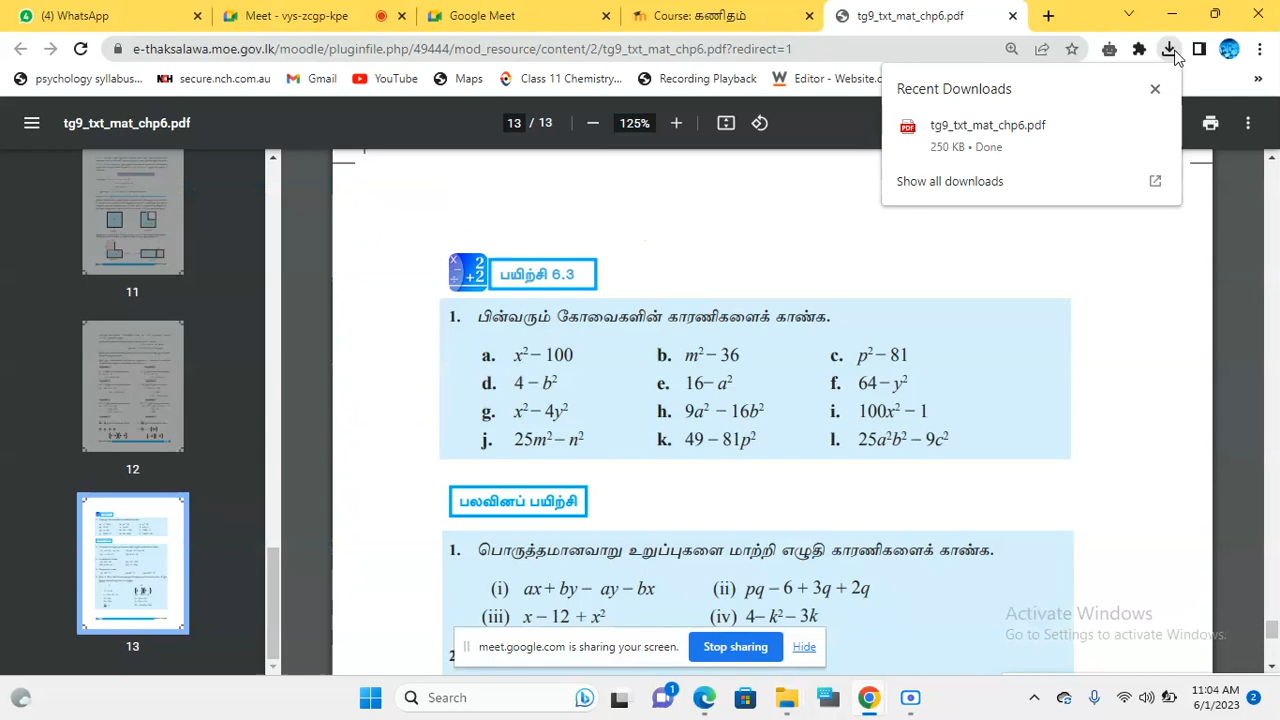 4
(4) WhatsApp
Meet - vys-zcgp-kpe
Google Meet
Course: கணிதம்
tg9_txt_mat_chp6.pdf
e-thaksalawa.moe.gov.lk/moodle/pluginfile.php/49444/mod_resource/content/2/tg9_txt_mat_chp6.pdf?redirect=1
psychology syllabus...
NCH secure.nch.com.au
Gmail
YouTube
Maps
Class 11 Chemistry...
Recording Playback
Editor - Website.c
»
Recent Downloads
tg9_txt_mat_chp6.pdf
250 KB • Done
Show all downloads
tg9_txt_mat_chp6.pdf
13 / 13
125%
11
12
13
பயிற்சி 6.3
1. பின்வரும் கோவைகளின் காரணிகளைக் காண்க.
a. x² – 100 b. m² – 36 c. p² – 81
d. 4 – b² e. 16– a² f. 64 – y²
g. x² – 4y² h. 9a² – 16b² i. 100x² – 1
j. 25m² – n² k. 49 – 81p² l. 25a²b² – 9c²
பலவினப் பயிற்சி
1. பொருத்தமானவாறு உறுப்புகளை மாற்றி எழுதி காரணிகளைக் காண்க.
(i) ax + by – ay – bx (ii) pq – 6 + 3q + 2q
(iii) x – 12 + x² (iv) 4– k² – 3k
2
Activate Windows
Go to Settings to activate Windows.
meet.google.com is sharing your screen.
Stop sharing
Hide
Search
1
11:04 AM
6/1/2023
2